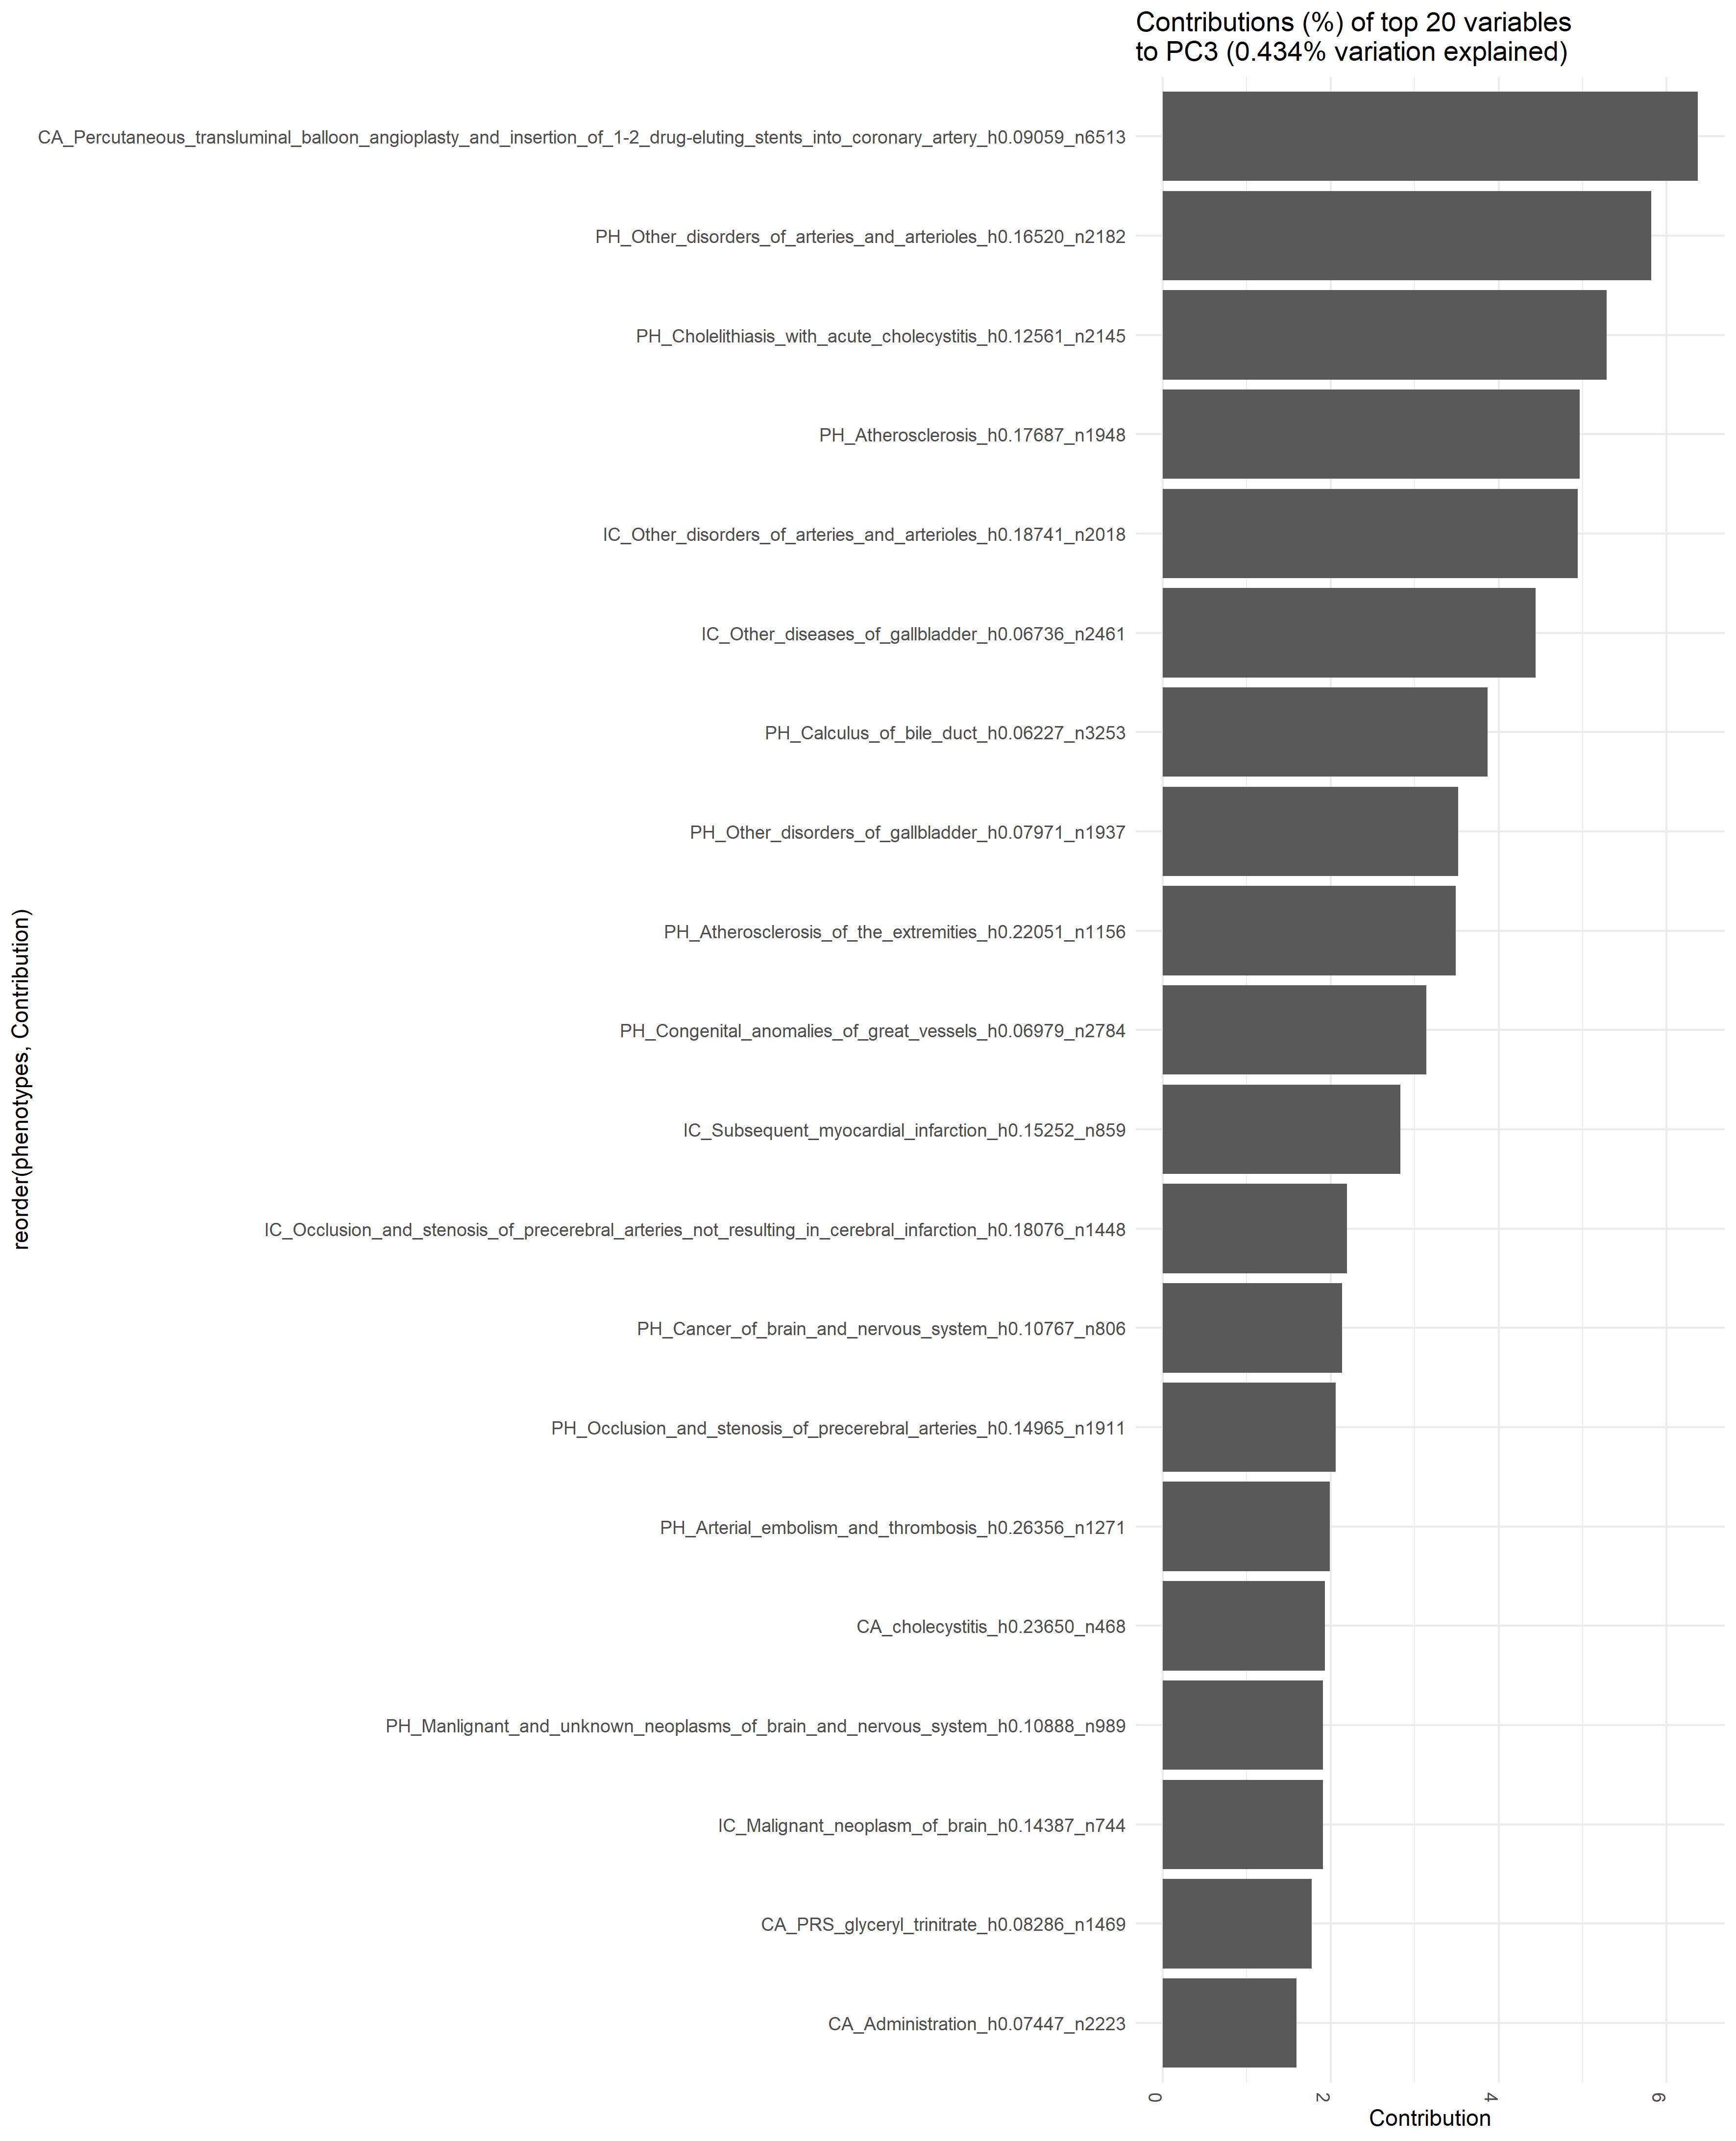 Contributions (%) of top 20 variables
to PC3 (0.434% variation explained)
CA_Percutaneous_transluminal_balloon_angioplasty_and_insertion_of_1-2_drug-eluting_stents_into_coronary_artery_h0.09059_n6513
PH_Other_disorders_of_arteries_and_arterioles_h0.16520_n2182
PH_Cholelithiasis_with_acute_cholecystitis_h0.12561_n2145
PH_Atherosclerosis_h0.17687_n1948
IC_Other_disorders_of_arteries_and_arterioles_h0.18741_n2018
IC_Other_diseases_of_gallbladder_h0.06736_n2461
PH_Calculus_of_bile_duct_h0.06227_n3253
PH_Other_disorders_of_gallbladder_h0.07971_n1937
PH_Atherosclerosis_of_the_extremities_h0.22051_n1156
PH_Congenital_anomalies_of_great_vessels_h0.06979_n2784
IC_Subsequent_myocardial_infarction_h0.15252_n859
IC_Occlusion_and_stenosis_of_precerebral_arteries_not_resulting_in_cerebral_infarction_h0.18076_n1448
PH_Cancer_of_brain_and_nervous_system_h0.10767_n806
PH_Occlusion_and_stenosis_of_precerebral_arteries_h0.14965_n1911
PH_Arterial_embolism_and_thrombosis_h0.26356_n1271
CA_cholecystitis_h0.23650_n468
PH_Manlignant_and_unknown_neoplasms_of_brain_and_nervous_system_h0.10888_n989
IC_Malignant_neoplasm_of_brain_h0.14387_n744
CA_PRS_glyceryl_trinitrate_h0.08286_n1469
CA_Administration_h0.07447_n2223
reorder(phenotypes, Contribution)
0
2
4
6
Contribution